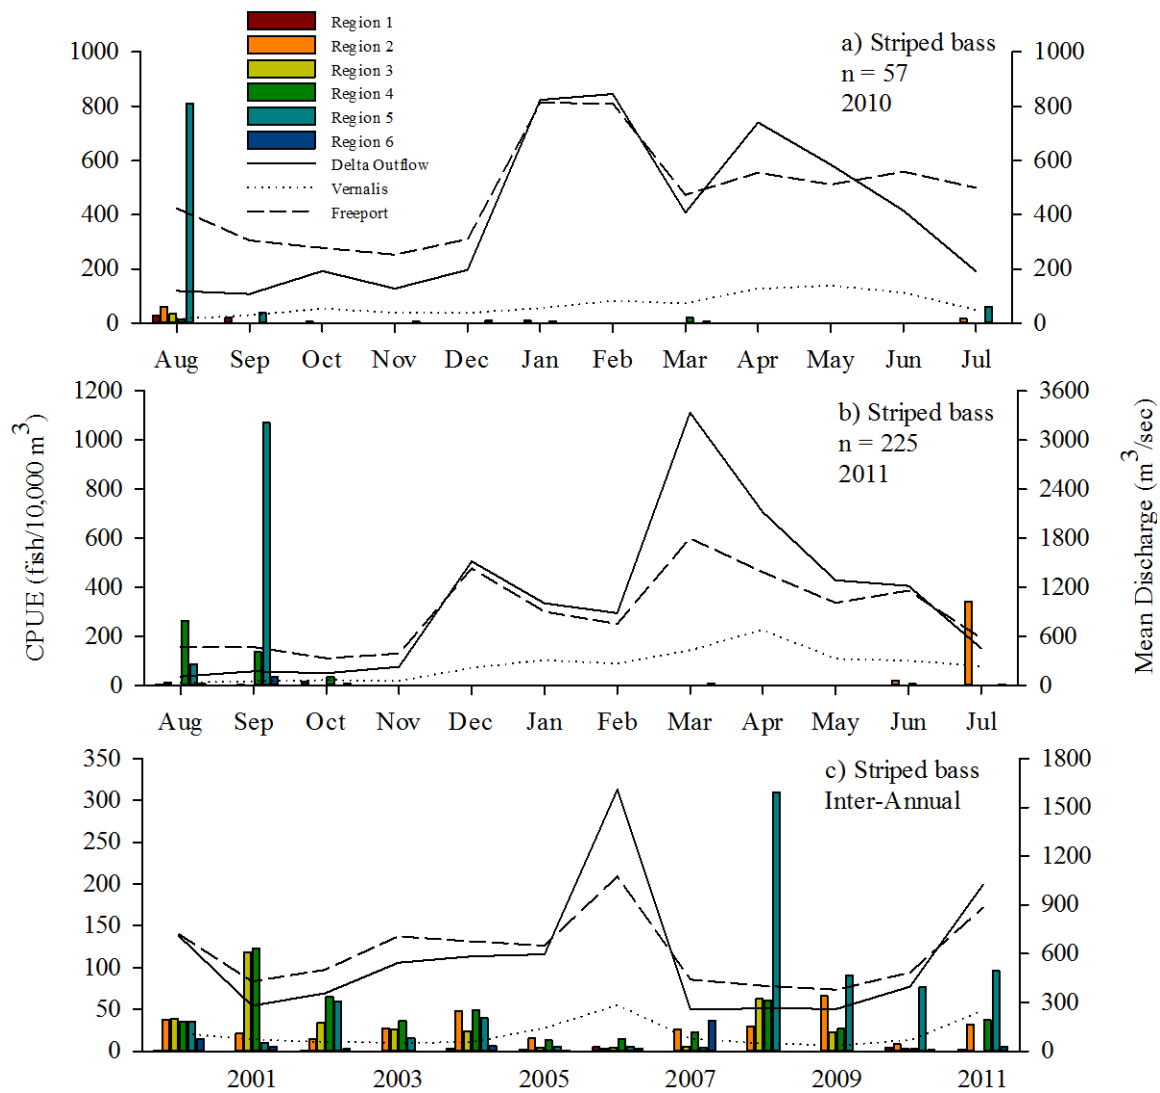 Region 1
Region 2
Region 3
Region 4
Region 5
Region 6
Delta Outflow
Vernalis
Freeport
a) Striped bass
n = 57
2010
1000
800
600
400
200
0
1000
800
600
400
200
0
Aug Sep Oct Nov Dec Jan Feb Mar Apr May Jun Jul
b) Striped bass
n = 225
2011
1200
1000
800
600
400
200
0
3600
3000
2400
1800
1200
600
0
Aug Sep Oct Nov Dec Jan Feb Mar Apr May Jun Jul
CPUE (fish/10,000 m³)
Mean Discharge (m³/sec)
c) Striped bass
Inter-Annual
350
300
250
200
150
100
50
0
1800
1500
1200
900
600
300
0
2001 2003 2005 2007 2009 2011